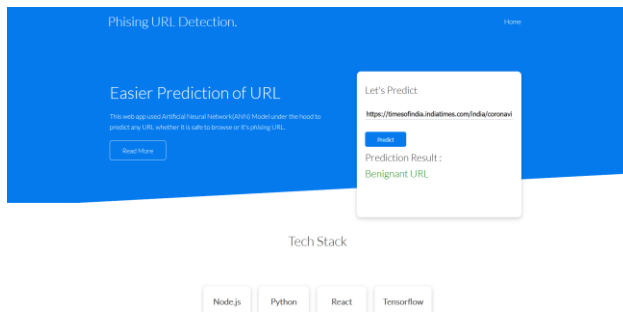 Phising URL Detection.
Home
Easier Prediction of URL
This web app used Artificial Neural Network(ANN) Model under the hood to
predict any URL whether it is safe to browse or it's phising URL.
Read More
Let's Predict
https://timesofindia.indiatimes.com/india/coronavi
Predict
Prediction Result :
Benignant URL
Tech Stack
Node.js
Python
React
Tensorflow